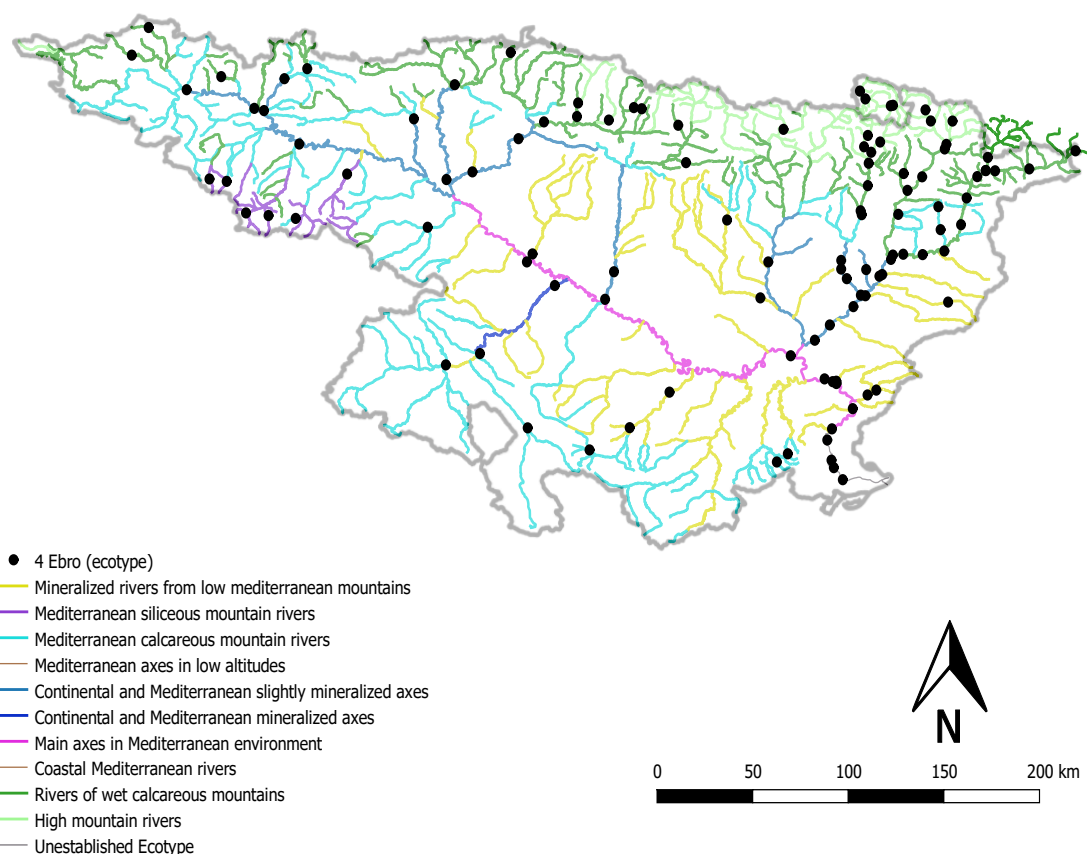 4 Ebro (ecotype)
Mineralized rivers from low mediterranean mountains
Mediterranean siliceous mountain rivers
Mediterranean calcareous mountain rivers
Mediterranean axes in low altitudes
Continental and Mediterranean slightly mineralized axes
Continental and Mediterranean mineralized axes
Main axes in Mediterranean environment
Coastal Mediterranean rivers
Rivers of wet calcareous mountains
High mountain rivers
Unestablished Ecotype
N
0 50 100 150 200 km